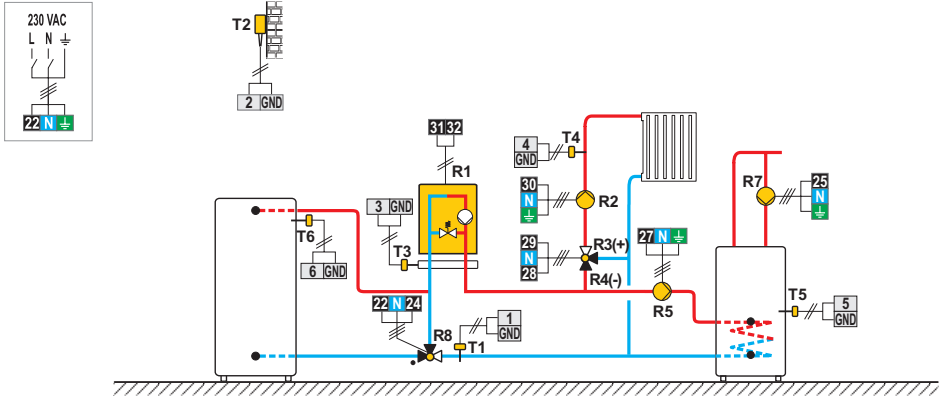 230 VAC
L N
22 N
T2
2 GND
31 32
R1
3 GND
T3
T6
6 GND
22 N 24
R8
T1
1
GND
4
GND
T4
30
N
R2
29
N
28
R3(+)
R4(-)
27 N
R5
R7
25
N
T5
5
GND